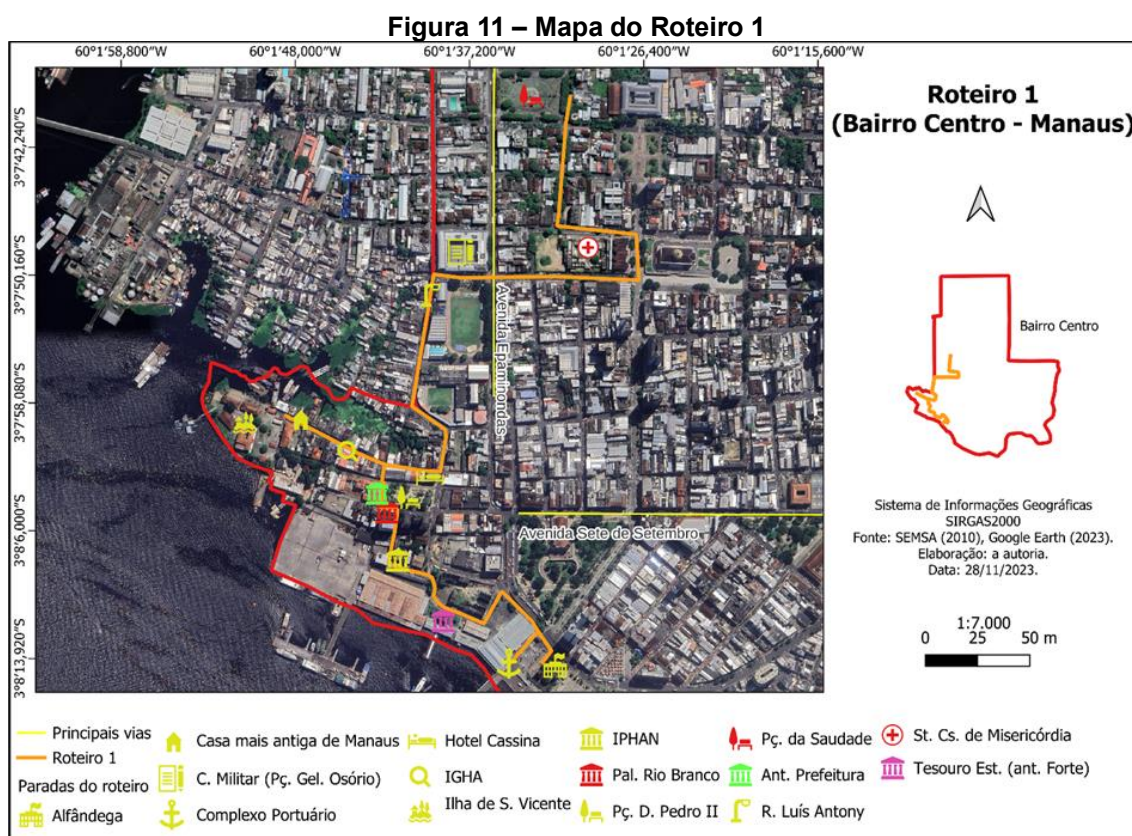 Figura 11 – Mapa do Roteiro 1
60°1'58,800"W 60°1'48,000"W 60°1'37,200"W 60°1'26,400"W 60°1'15,600"W
3°7'42,240"S
3°7'50,160"S
3°7'58,080"S
3°8'6,000"S
3°8'13,920"S
Avenida Epaminondas
Avenida Sete de Setembro
Roteiro 1
(Bairro Centro - Manaus)
Bairro Centro
Sistema de Informações Geográficas
SIRGAS2000
Fonte: SEMSA (2010), Google Earth (2023).
Elaboração: a autoria.
Data: 28/11/2023.
1:7.000
0 25 50 m
Principais vias
Roteiro 1
Paradas do roteiro
Alfândega
Casa mais antiga de Manaus
C. Militar (Pç. Gel. Osório)
Complexo Portuário
Hotel Cassina
IGHA
Ilha de S. Vicente
IPHAN
Pal. Rio Branco
Pç. D. Pedro II
Pç. da Saudade
Ant. Prefeitura
R. Luís Antony
St. Cs. de Misericórdia
Tesouro Est. (ant. Forte)